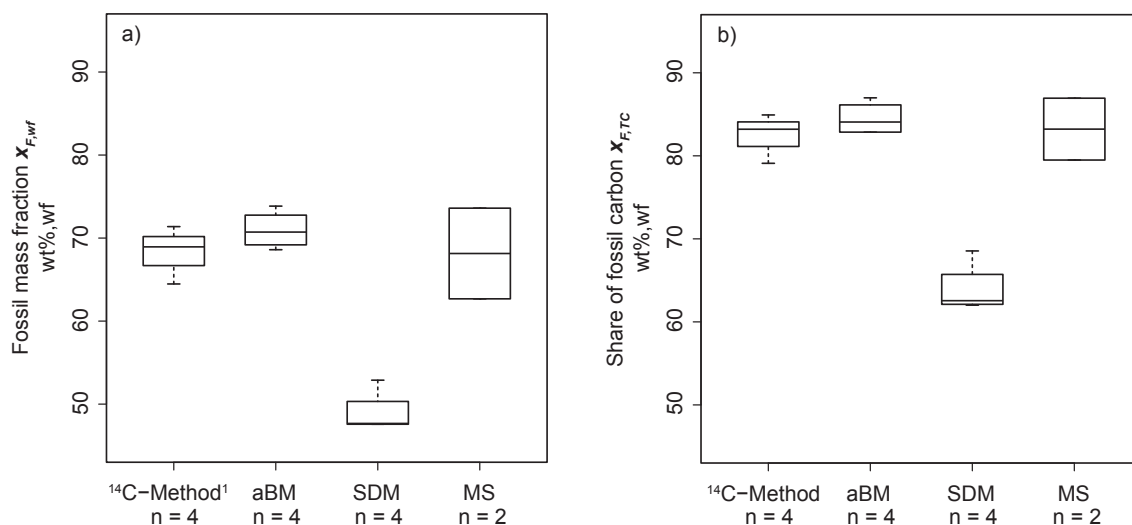 a)
Fossil mass fraction x_F,wf
wt%,wf
90
80
70
60
50
¹⁴C−Method¹
n = 4
aBM
n = 4
SDM
n = 4
MS
n = 2
b)
Share of fossil carbon x_F,TC
wt%,wf
90
80
70
60
50
¹⁴C−Method
n = 4
aBM
n = 4
SDM
n = 4
MS
n = 2